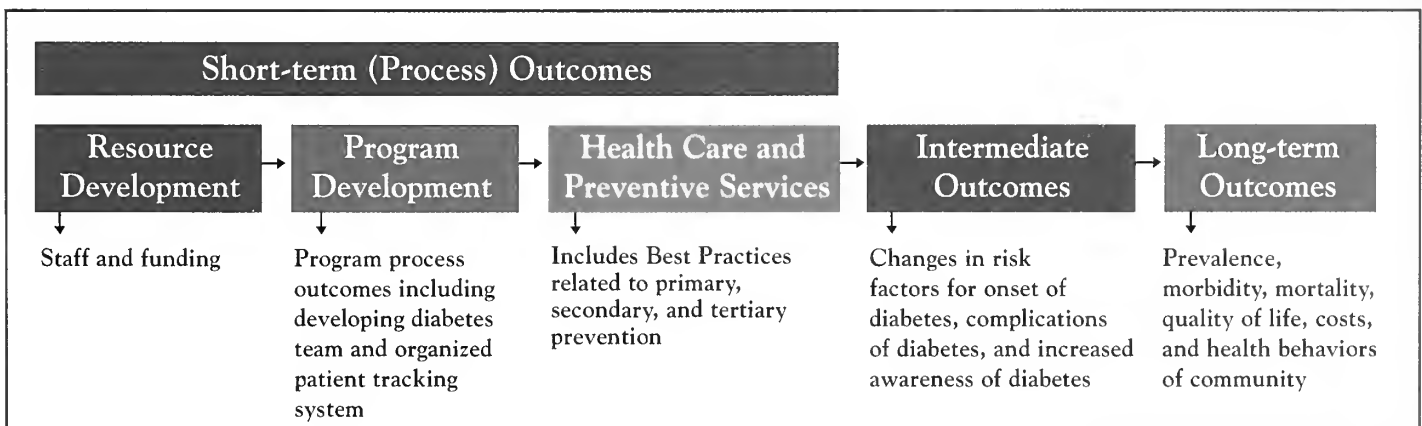 Short-term (Process) Outcomes
Resource
Development
Program
Development
Health Care and
Preventive Services
Intermediate
Outcomes
Long-term
Outcomes
Staff and funding
Program process
outcomes including
developing diabetes
team and organized
patient tracking
system
Includes Best Practices
related to primary,
secondary, and tertiary
prevention
Changes in risk
factors for onset of
diabetes, complications
of diabetes, and increased
awareness of diabetes
Prevalence,
morbidity, mortality,
quality of life, costs,
and health behaviors
of community